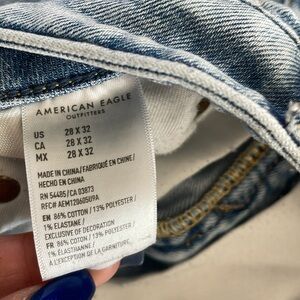 AMERICAN EAGLE
OUTFITTERS
US 28 X 32
CA 28 X 32
MX 28 X 32
MADE IN CHINA/FABRIQUÉ EN CHINE/
HECHO EN CHINA
RN 54485/CA 03873
RFC# AEM120605U9A
EN 86% COTTON / 13% POLYESTER /
1% ELASTANE /
EXCLUSIVE OF DECORATION
FR 86% COTON / 13% POLYESTER /
1% ÉLASTHANNE /
À L'EXCEPTION DE LA GARNITURE,